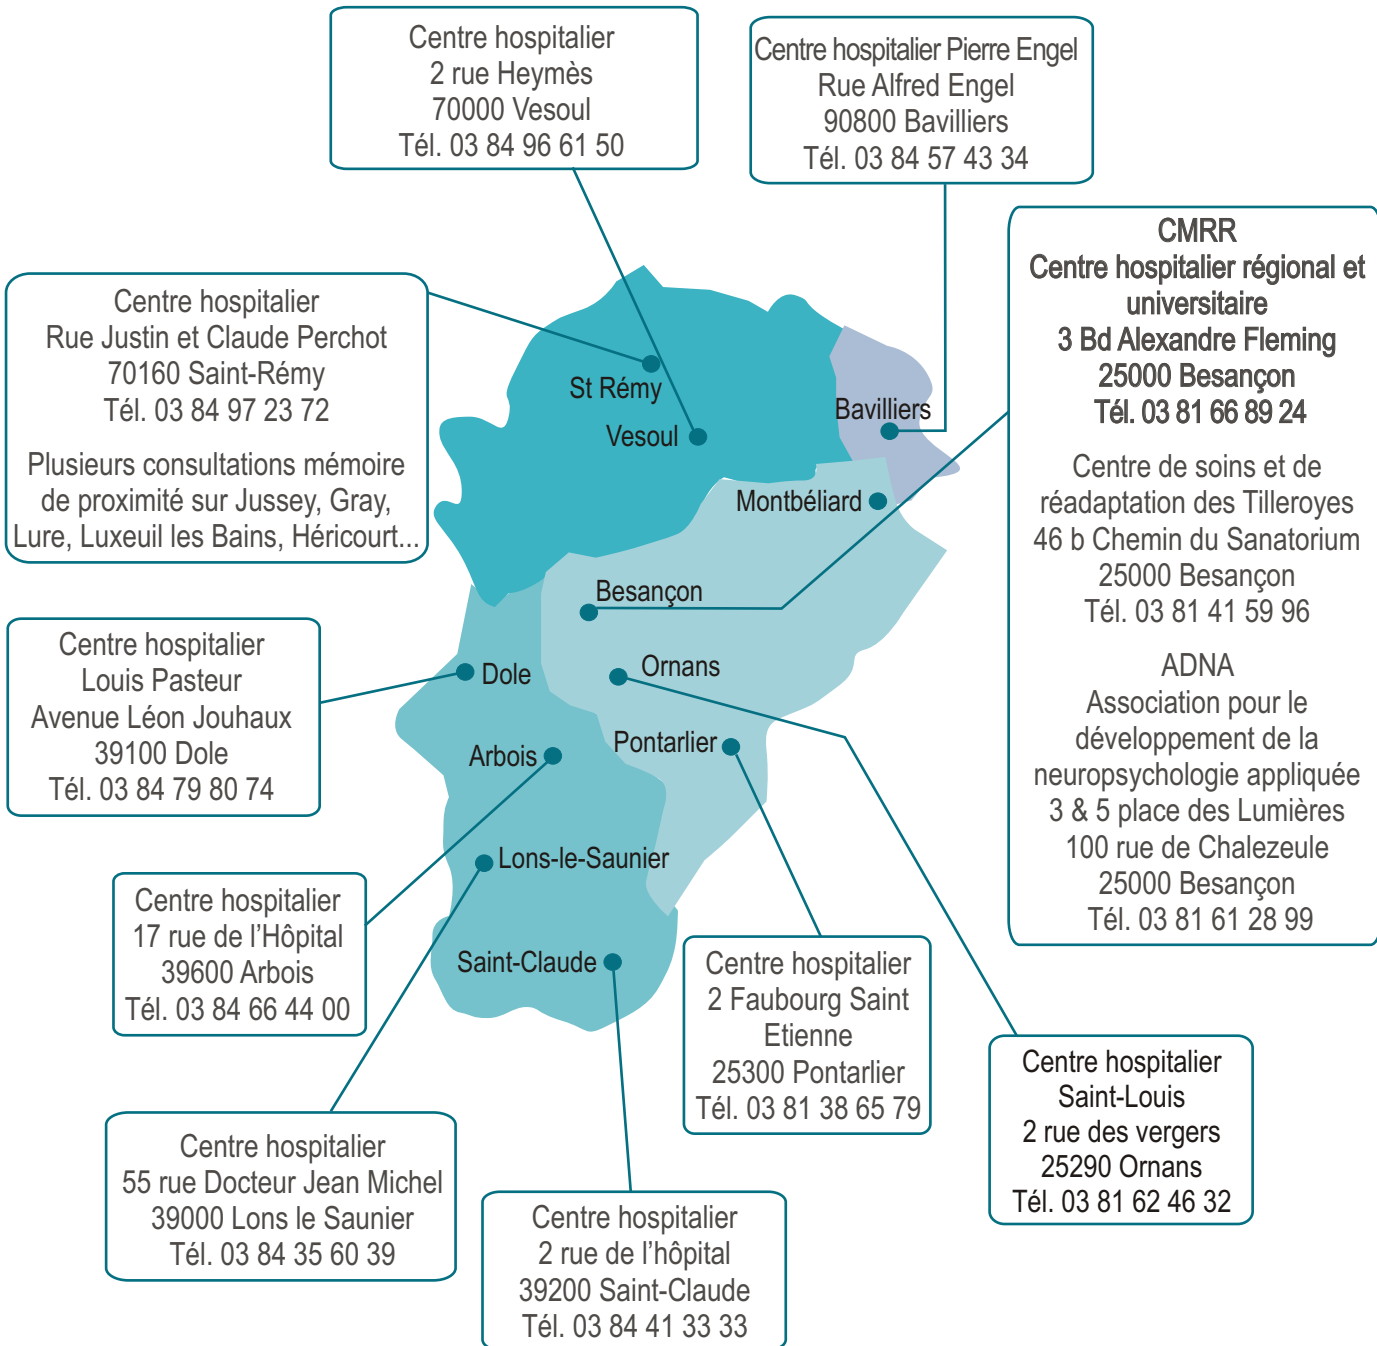 Centre hospitalier
2 rue Heymès
70000 Vesoul
Tél. 03 84 96 61 50
Centre hospitalier Pierre Engel
Rue Alfred Engel
90800 Bavilliers
Tél. 03 84 57 43 34
CMRR
Centre hospitalier régional et
universitaire
3 Bd Alexandre Fleming
25000 Besançon
Tél. 03 81 66 89 24
Centre de soins et de
réadaptation des Tilleroyes
46 b Chemin du Sanatorium
25000 Besançon
Tél. 03 81 41 59 96
ADNA
Association pour le
développement de la
neuropsychologie appliquée
3 & 5 place des Lumières
100 rue de Chalezeule
25000 Besançon
Tél. 03 81 61 28 99
Centre hospitalier
Rue Justin et Claude Perchot
70160 Saint-Rémy
Tél. 03 84 97 23 72
Plusieurs consultations mémoire
de proximité sur Jussey, Gray,
Lure, Luxeuil les Bains, Héricourt...
St Rémy
Vesoul
Bavilliers
Montbéliard
Besançon
Ornans
Dole
Pontarlier
Arbois
Lons-le-Saunier
Saint-Claude
Centre hospitalier
Louis Pasteur
Avenue Léon Jouhaux
39100 Dole
Tél. 03 84 79 80 74
Centre hospitalier
17 rue de l'Hôpital
39600 Arbois
Tél. 03 84 66 44 00
Centre hospitalier
2 Faubourg Saint
Etienne
25300 Pontarlier
Tél. 03 81 38 65 79
Centre hospitalier
Saint-Louis
2 rue des vergers
25290 Ornans
Tél. 03 81 62 46 32
Centre hospitalier
55 rue Docteur Jean Michel
39000 Lons le Saunier
Tél. 03 84 35 60 39
Centre hospitalier
2 rue de l'hôpital
39200 Saint-Claude
Tél. 03 84 41 33 33